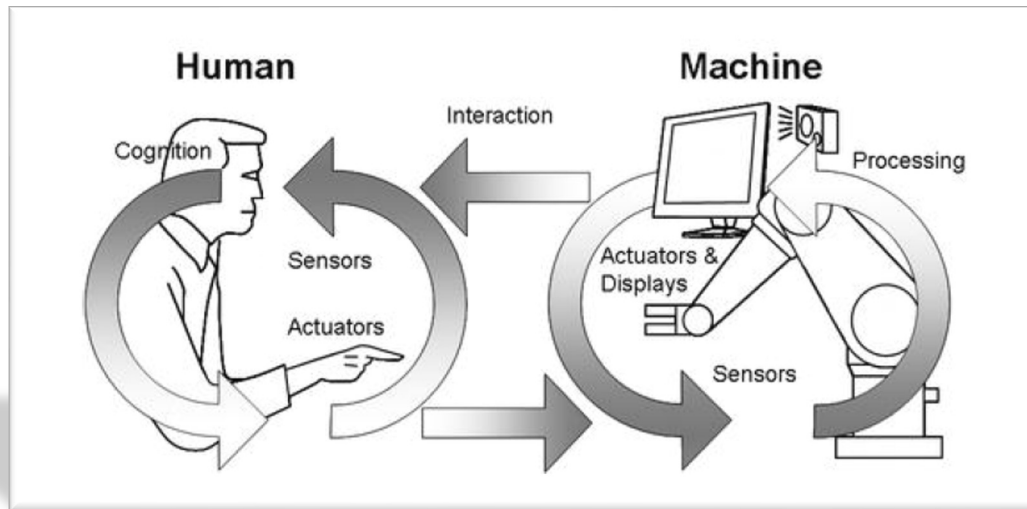 Human
Machine
Interaction
Cognition
Processing
Sensors
Actuators &
Displays
Actuators
Sensors